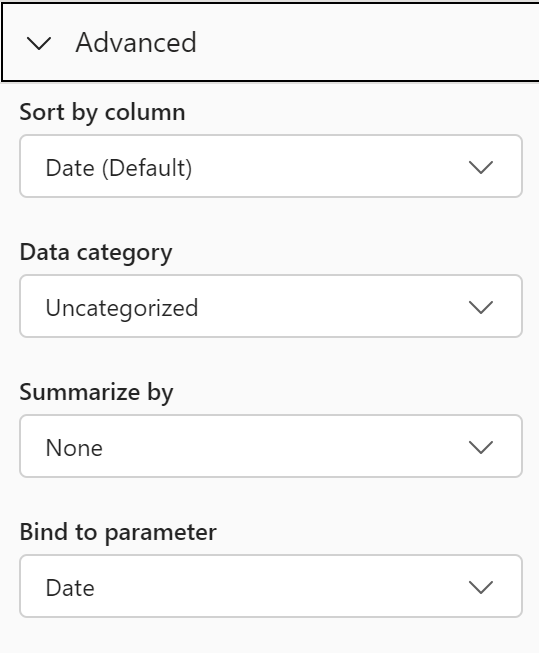 Advanced
Sort by column
Date (Default)
Data category
Uncategorized
Summarize by
None
Bind to parameter
Date